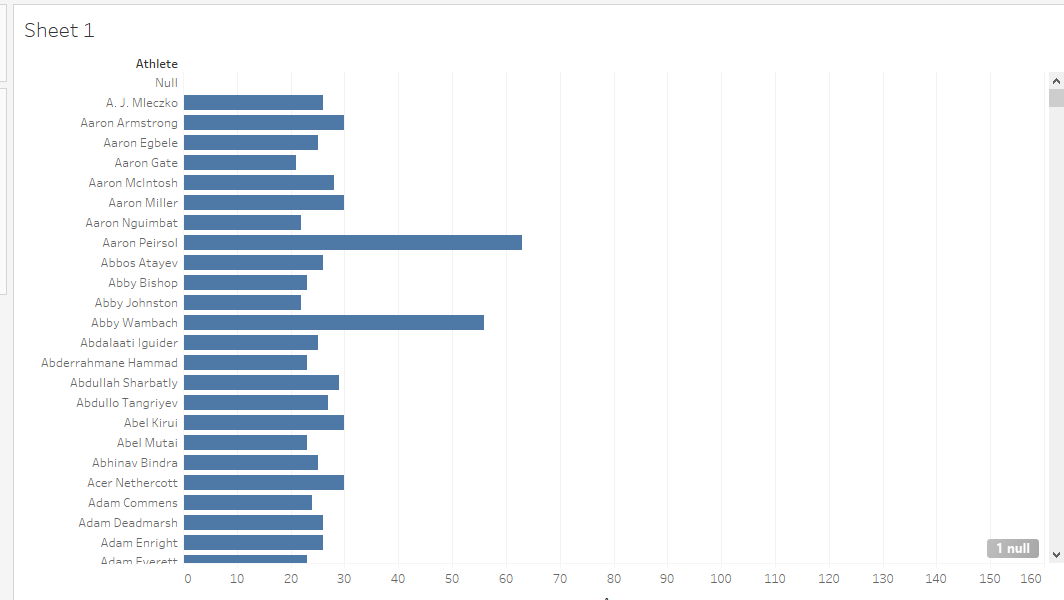 Sheet 1
Athlete
Null
A. J. Mleczko
Aaron Armstrong
Aaron Egbele
Aaron Gate
Aaron McIntosh
Aaron Miller
Aaron Nguimbat
Aaron Peirsol
Abbos Atayev
Abby Bishop
Abby Johnston
Abby Wambach
Abdalaati Iguider
Abderrahmane Hammad
Abdullah Sharbatly
Abdullo Tangriyev
Abel Kirui
Abel Mutai
Abhinav Bindra
Acer Nethercott
Adam Commens
Adam Deadmarsh
Adam Enright
Adam Everett
1 null
0 10 20 30 40 50 60 70 80 90 100 110 120 130 140 150 160